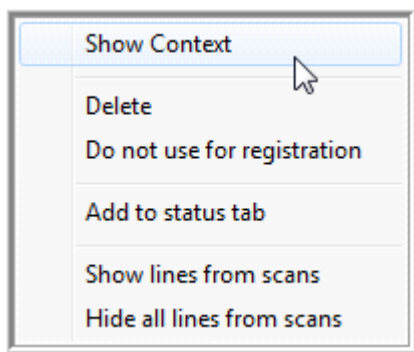 Show Context
Delete
Do not use for registration
Add to status tab
Show lines from scans
Hide all lines from scans